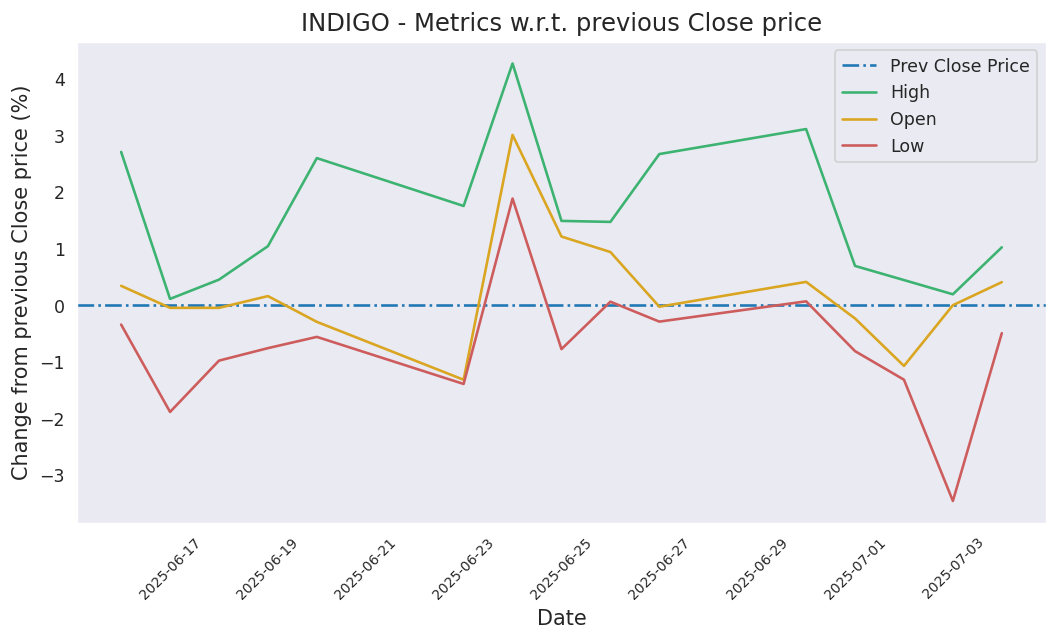 INDIGO - Metrics w.r.t. previous Close price
Change from previous Close price (%)
4
3
2
1
0
−1
−2
−3
Prev Close Price
High
Open
Low
2025-06-17
2025-06-19
2025-06-21
2025-06-23
2025-06-25
2025-06-27
2025-06-29
2025-07-01
2025-07-03
Date